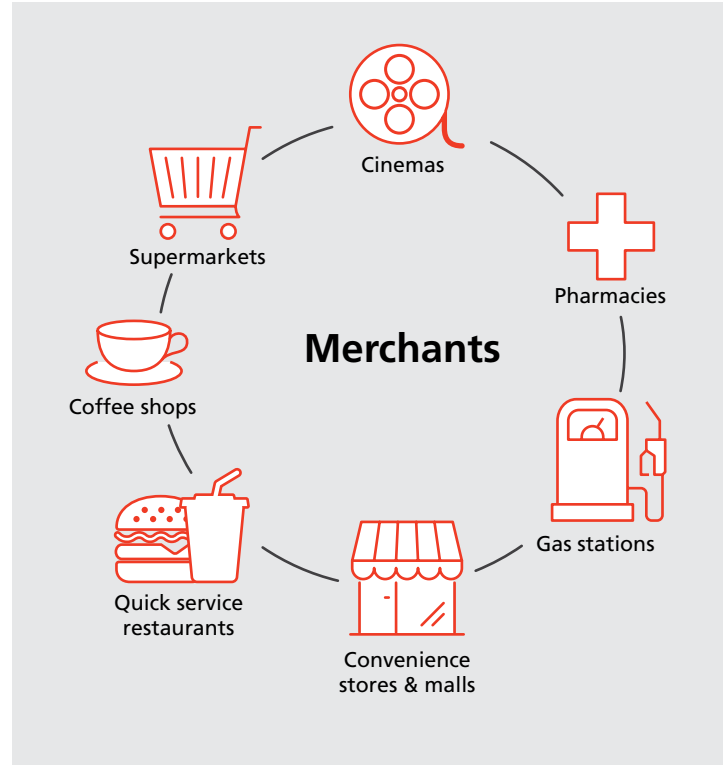 Cinemas
Supermarkets
Pharmacies
Merchants
Coffee shops
Gas stations
Quick service
restaurants
Convenience
stores & malls